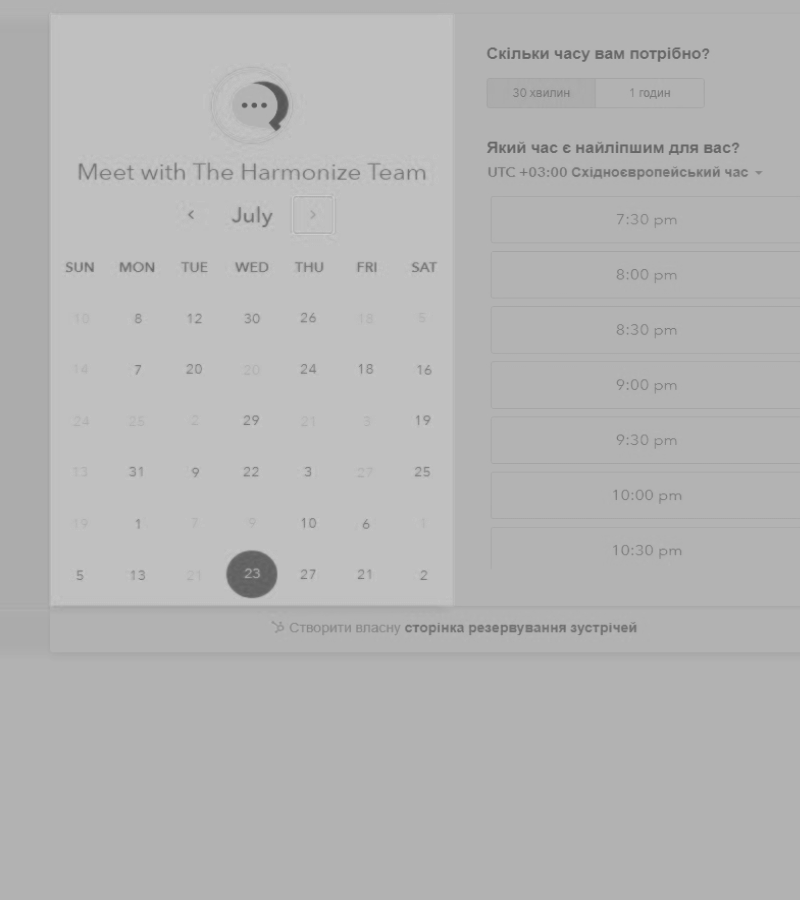 Meet with The Harmonize Team
July
SUN MON TUE WED THU FRI SAT
10 8 12 30 26 18 5
14 7 20 20 24 18 16
24 25 2 29 21 3 19
13 31 9 22 3 27 25
19 1 7 9 10 6 1
5 13 21 23 27 21 2
Скільки часу вам потрібно?
30 хвилин 1 годин
Який час є найліпшим для вас?
UTC +03:00 Східноєвропейський час
7:30 pm
8:00 pm
8:30 pm
9:00 pm
9:30 pm
10:00 pm
10:30 pm
Створити власну сторінка резервування зустрічей